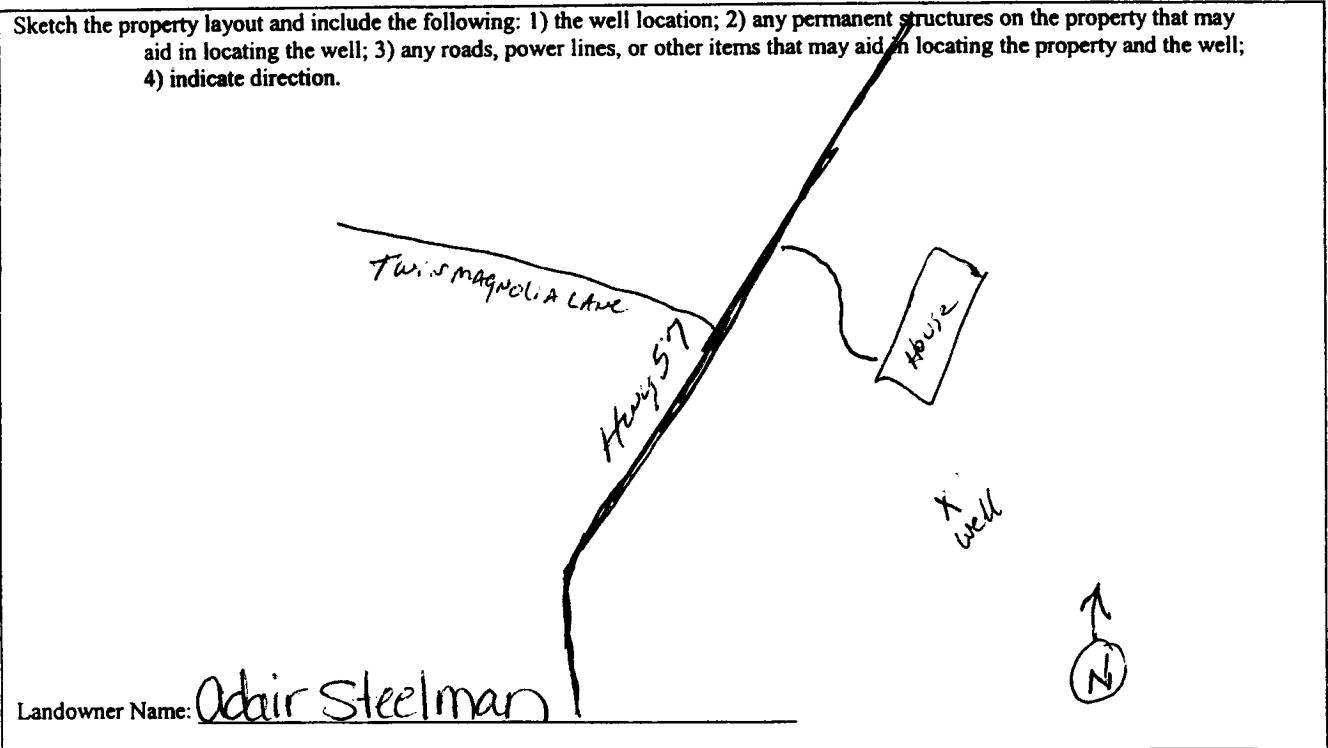 Sketch the property layout and include the following: 1) the well location; 2) any permanent structures on the property that may
aid in locating the well; 3) any roads, power lines, or other items that may aid in locating the property and the well;
4) indicate direction.
Twin MAgNOLiA LANe
Hwy 57
House
X
well
N
Landowner Name: Adair Steelman